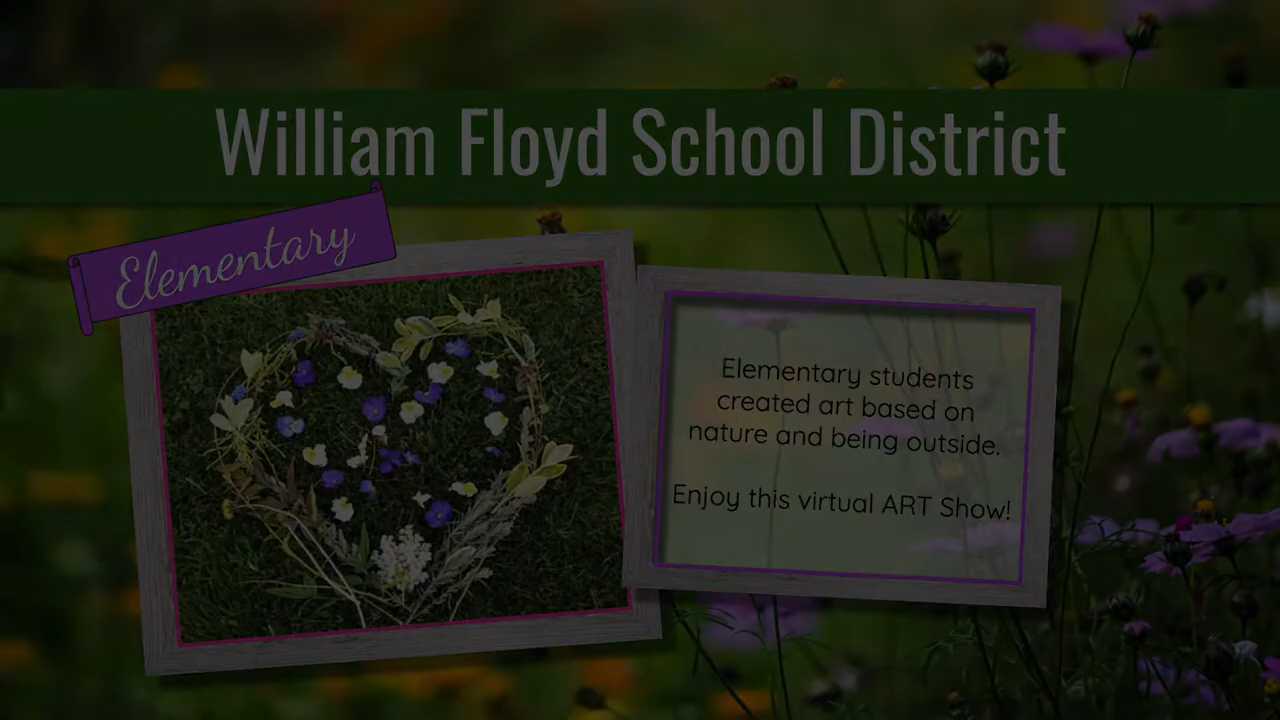 William Floyd School District
Elementary
Elementary students
created art based on
nature and being outside.
Enjoy this virtual ART Show!